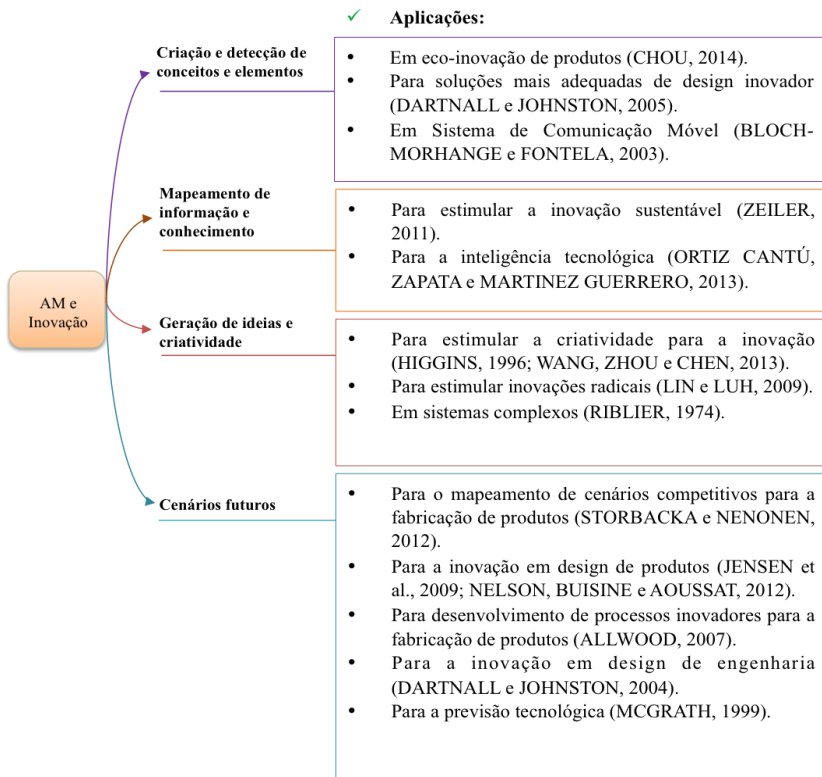 ✓ Aplicações:
AM e
Inovação
Criação e detecção de
conceitos e elementos
• Em eco-inovação de produtos (CHOU, 2014).
• Para soluções mais adequadas de design inovador
(DARTNALL e JOHNSTON, 2005).
• Em Sistema de Comunicação Móvel (BLOCH-
MORHANGE e FONTELA, 2003).
Mapeamento de
informação e
conhecimento
• Para estimular a inovação sustentável (ZEILER,
2011).
• Para a inteligência tecnológica (ORTIZ CANTÚ,
ZAPATA e MARTINEZ GUERRERO, 2013).
Geração de ideias e
criatividade
• Para estimular a criatividade para a inovação
(HIGGINS, 1996; WANG, ZHOU e CHEN, 2013).
• Para estimular inovações radicais (LIN e LUH, 2009).
• Em sistemas complexos (RIBLIER, 1974).
Cenários futuros
• Para o mapeamento de cenários competitivos para a
fabricação de produtos (STORBACKA e NENONEN,
2012).
• Para a inovação em design de produtos (JENSEN et
al., 2009; NELSON, BUISINE e AOUSSAT, 2012).
• Para desenvolvimento de processos inovadores para a
fabricação de produtos (ALLWOOD, 2007).
• Para a inovação em design de engenharia
(DARTNALL e JOHNSTON, 2004).
• Para a previsão tecnológica (MCGRATH, 1999).